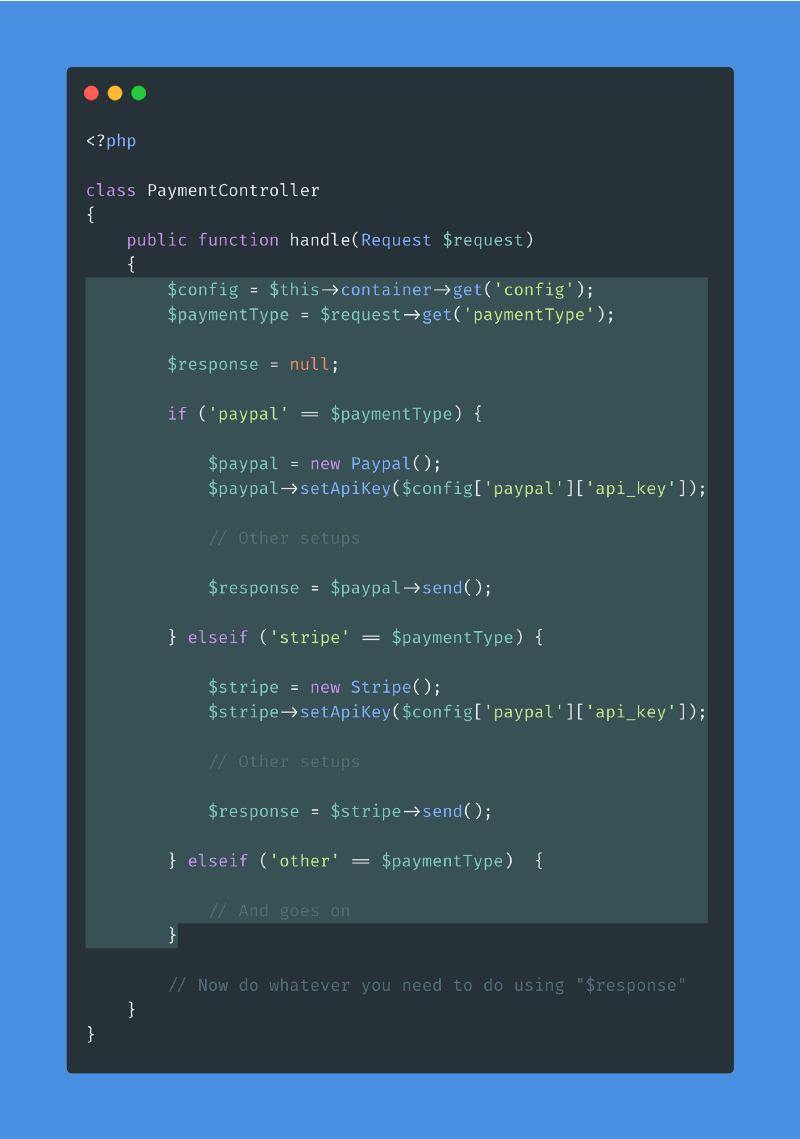 <?php
class PaymentController
{
public function handle(Request $request)
{
$config = $this->container->get('config');
$paymentType = $request->get('paymentType');
$response = null;
if ('paypal' == $paymentType) {
$paypal = new Paypal();
$paypal->setApiKey($config['paypal']['api_key']);
// Other setups
$response = $paypal->send();
} elseif ('stripe' == $paymentType) {
$stripe = new Stripe();
$stripe->setApiKey($config['paypal']['api_key']);
// Other setups
$response = $stripe->send();
} elseif ('other' == $paymentType)  {
// And goes on
}
// Now do whatever you need to do using "$response"
}
}